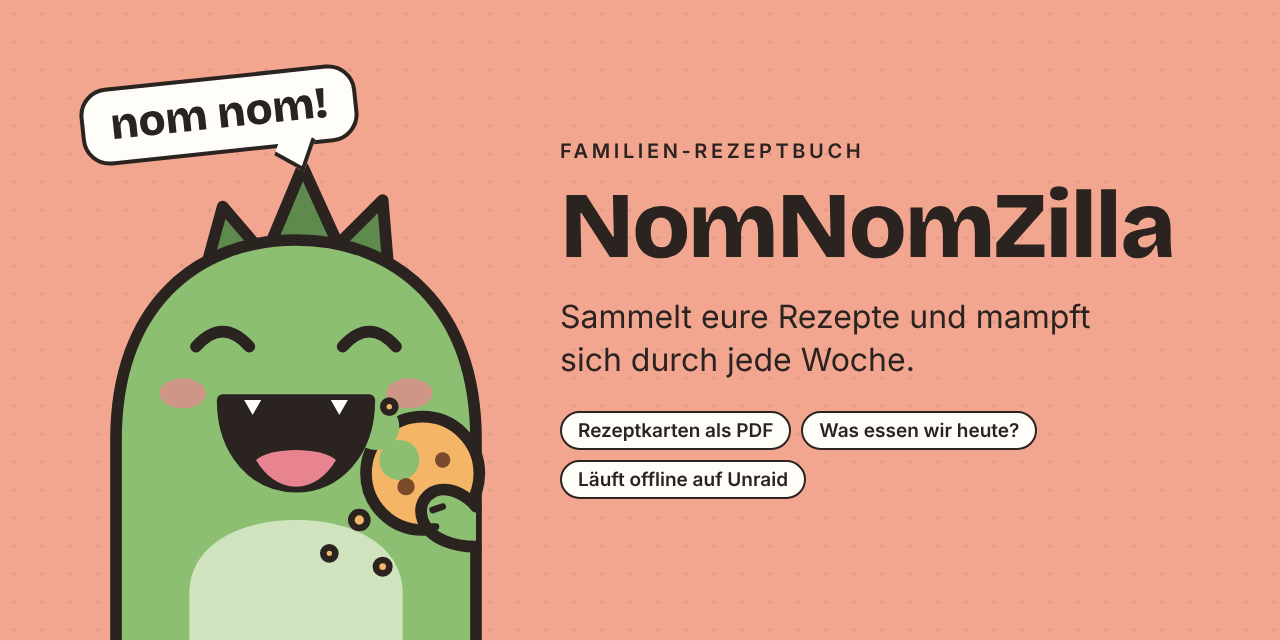 nom nom!
FAMILIEN-REZEPTBUCH
NomNomZilla
Sammelt eure Rezepte und mampft
sich durch jede Woche.
Rezeptkarten als PDF
Was essen wir heute?
Läuft offline auf Unraid